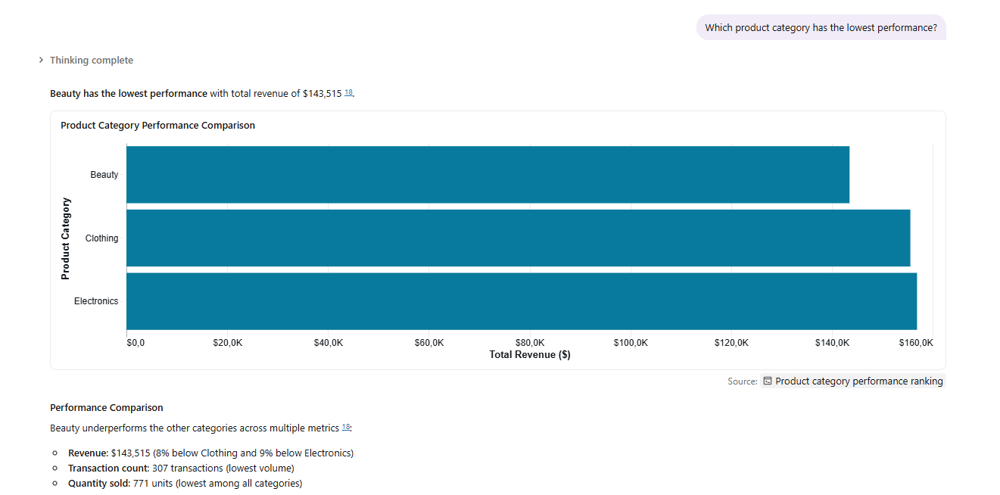 Which product category has the lowest performance?
Thinking complete
Beauty has the lowest performance with total revenue of $143,515 18.
Product Category Performance Comparison
Product Category
Beauty
Clothing
Electronics
$0,0 $20,0K $40,0K $60,0K $80,0K $100,0K $120,0K $140,0K $160,0K
Total Revenue ($)
Source: Product category performance ranking
Performance Comparison
Beauty underperforms the other categories across multiple metrics 18:
Revenue: $143,515 (8% below Clothing and 9% below Electronics)
Transaction count: 307 transactions (lowest volume)
Quantity sold: 771 units (lowest among all categories)